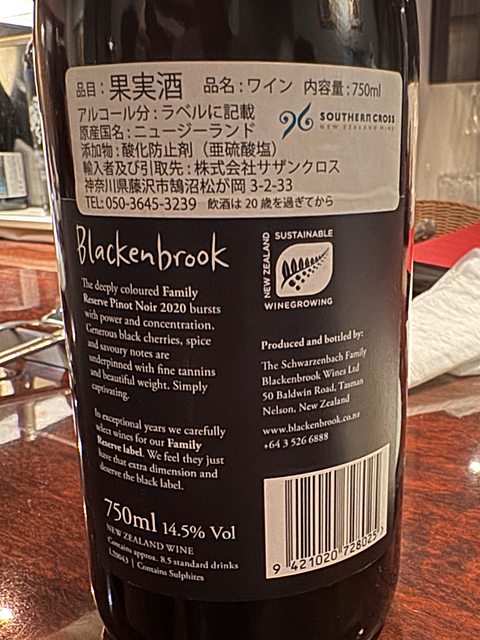 品目:果実酒 品名:ワイン 内容量:750ml
アルコール分:ラベルに記載
原産国名:ニュージーランド
添加物:酸化防止剤(亜硫酸塩)
輸入者及び引取先:株式会社サザンクロス
神奈川県藤沢市鵠沼松が岡 3-2-33
TEL:050-3645-3239 飲酒は 20 歳を過ぎてから
SOUTHERN CROSS
NEW ZEALAND WINE
Blackenbrook
The deeply coloured Family
Reserve Pinot Noir 2020 bursts
with power and concentration.
Generous black cherries, spice
and savoury notes are
underpinned with fine tannins
and beautiful weight. Simply
captivating.
In exceptional years we carefully
select wines for our Family
Reserve label. We feel they just
have that extra dimension and
deserve the black label.
750ml 14.5% Vol
NEW ZEALAND WINE
Contains approx. 8.5 standard drinks
L20043 | Contains Sulphites
NEW ZEALAND
SUSTAINABLE
WINEGROWING
Produced and bottled by:
The Schwarzenbach Family
Blackenbrook Wines Ltd
50 Baldwin Road, Tasman
Nelson, New Zealand
www.blackenbrook.co.nz
+64 3 526 6888
9 421020 728025